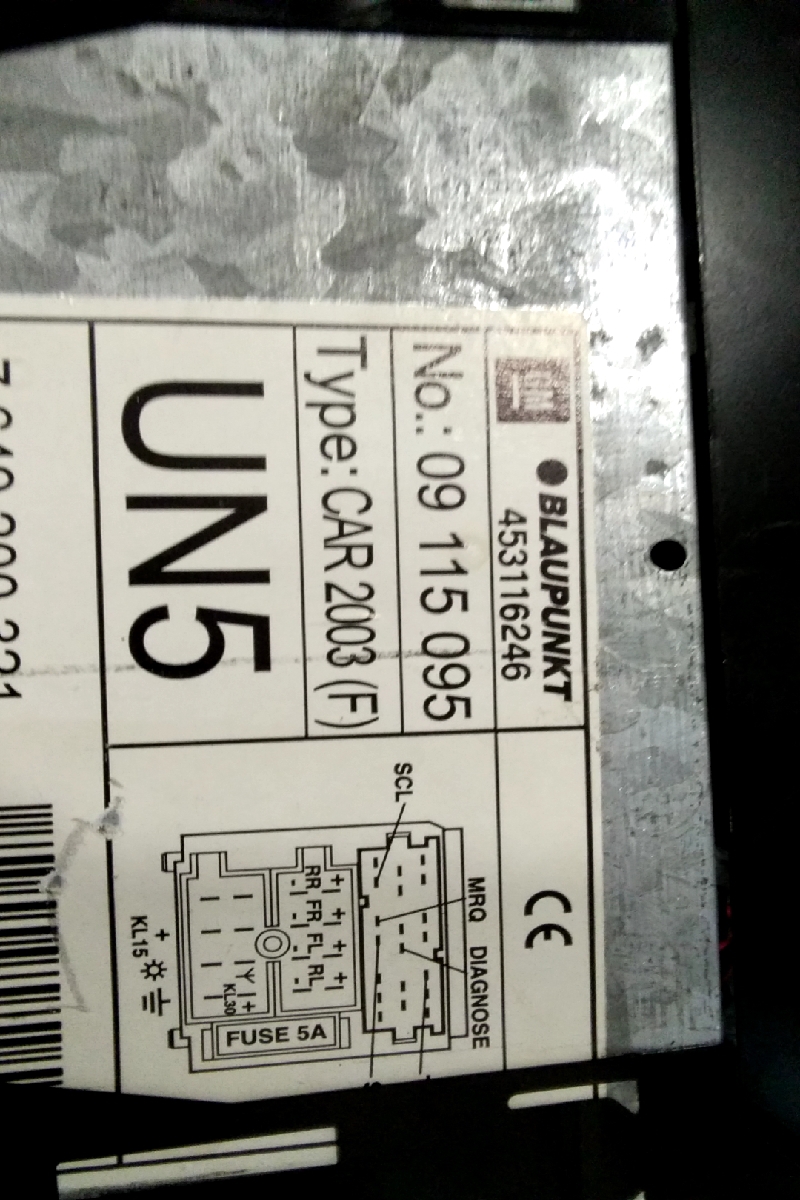 GM
BLAUPUNKT
453116246
No.: 09 115 095
Type: CAR 2003 (F)
UN5
CE
SCL
MRQ DIAGNOSE
+ + + +
RR FR FL RL
- - - -
+
KL30
+
KL15
FUSE 5A